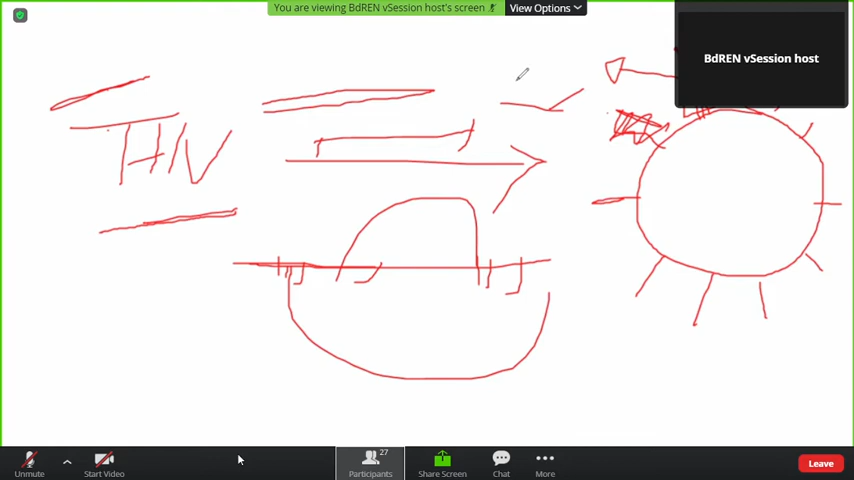 You are viewing BdREN vSession host's screen
View Options
BdREN vSession host
Unmute
Start Video
27
Participants
Share Screen
Chat
More
Leave